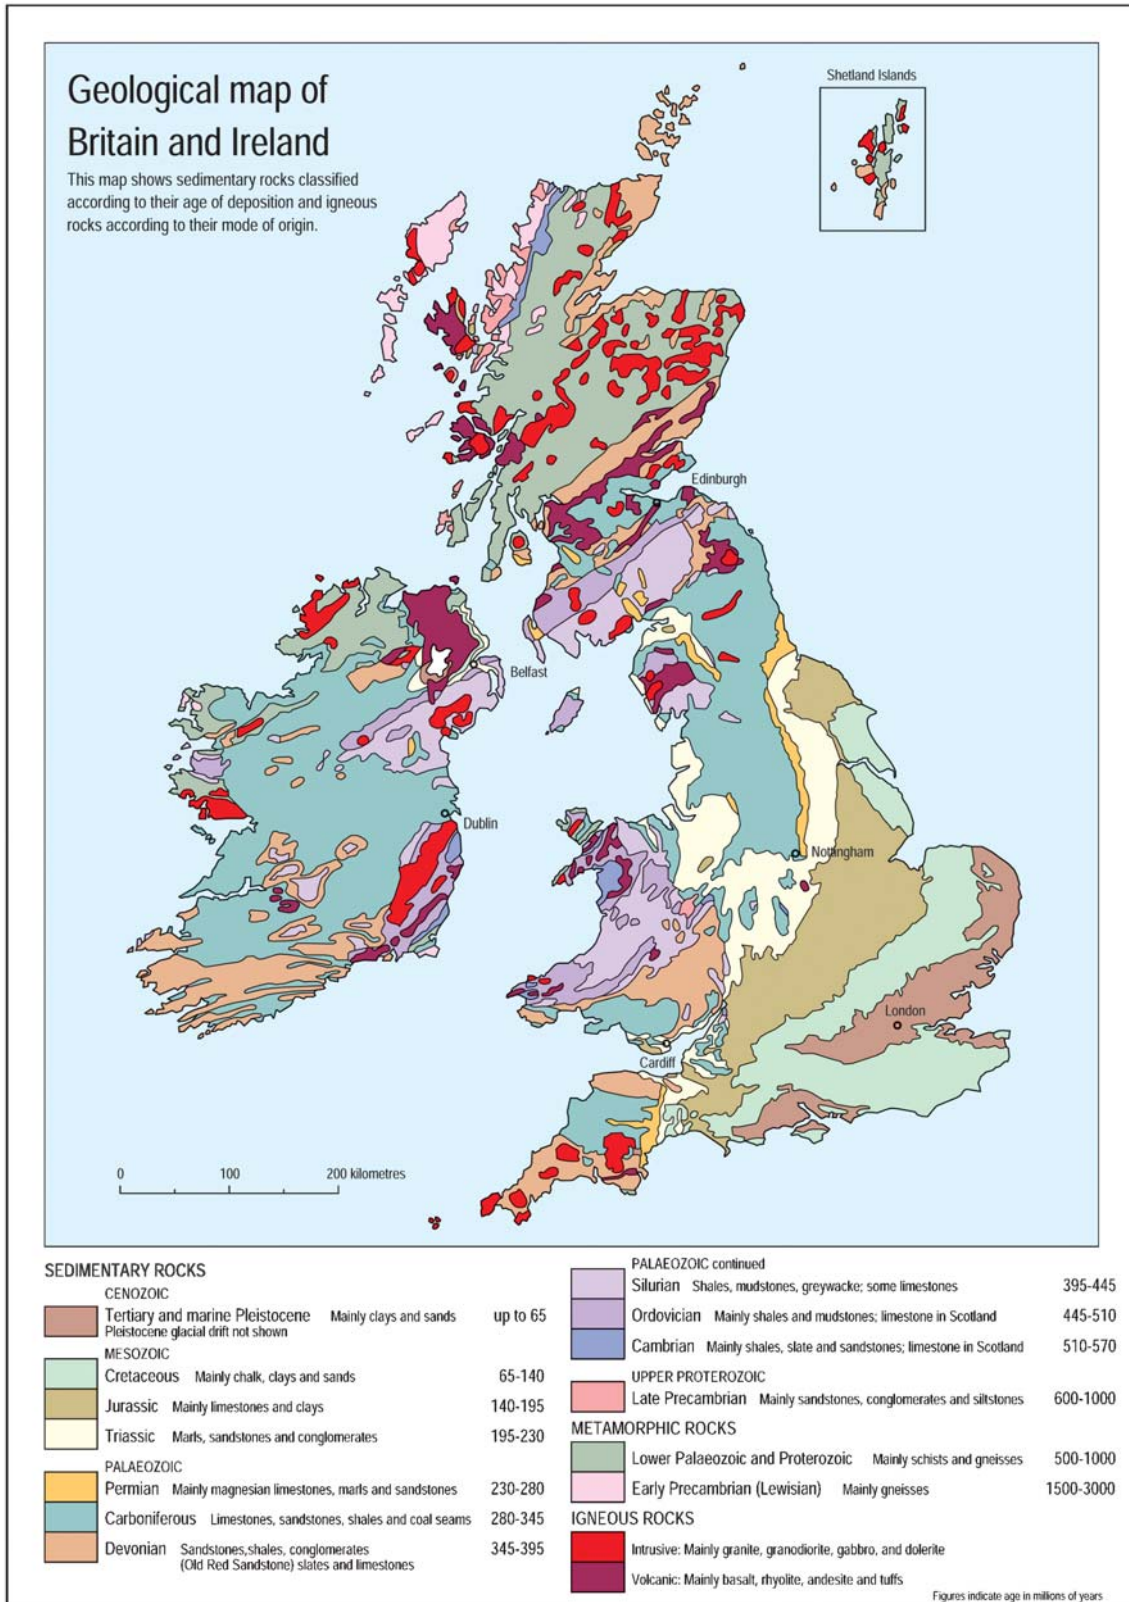 Geological map of
Britain and Ireland
This map shows sedimentary rocks classified
according to their age of deposition and igneous
rocks according to their mode of origin.
Shetland Islands
Edinburgh
Belfast
Dublin
Nottingham
London
Cardiff
0 100 200 kilometres
SEDIMENTARY ROCKS
CENOZOIC
Tertiary and marine Pleistocene Mainly clays and sands up to 65
Pleistocene glacial drift not shown
MESOZOIC
Cretaceous Mainly chalk, clays and sands 65-140
Jurassic Mainly limestones and clays 140-195
Triassic Marls, sandstones and conglomerates 195-230
PALAEOZOIC
Permian Mainly magnesian limestones, marls and sandstones 230-280
Carboniferous Limestones, sandstones, shales and coal seams 280-345
Devonian Sandstones,shales, conglomerates 345-395
(Old Red Sandstone) slates and limestones
PALAEOZOIC continued
Silurian Shales, mudstones, greywacke; some limestones 395-445
Ordovician Mainly shales and mudstones; limestone in Scotland 445-510
Cambrian Mainly shales, slate and sandstones; limestone in Scotland 510-570
UPPER PROTEROZOIC
Late Precambrian Mainly sandstones, conglomerates and siltstones 600-1000
METAMORPHIC ROCKS
Lower Palaeozoic and Proterozoic Mainly schists and gneisses 500-1000
Early Precambrian (Lewisian) Mainly gneisses 1500-3000
IGNEOUS ROCKS
Intrusive: Mainly granite, granodiorite, gabbro, and dolerite
Volcanic: Mainly basalt, rhyolite, andesite and tuffs
Figures indicate age in millions of years